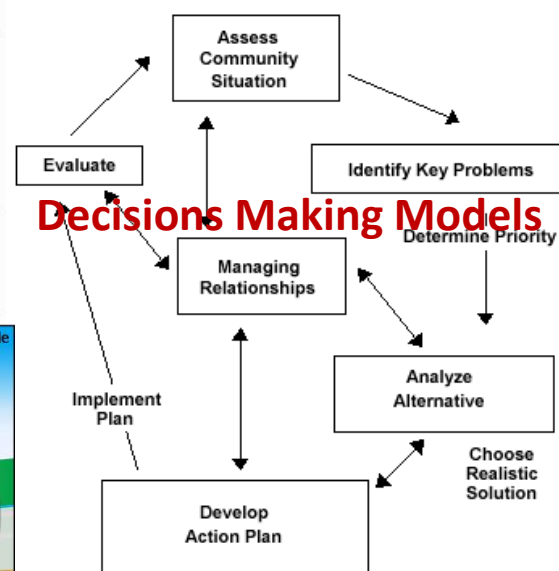 Assess
Community
Situation
Evaluate
Identify Key Problems
Decisions Making Models
Determine Priority
Managing
Relationships
Analyze
Alternative
Implement
Plan
Choose
Realistic
Solution
Develop
Action Plan